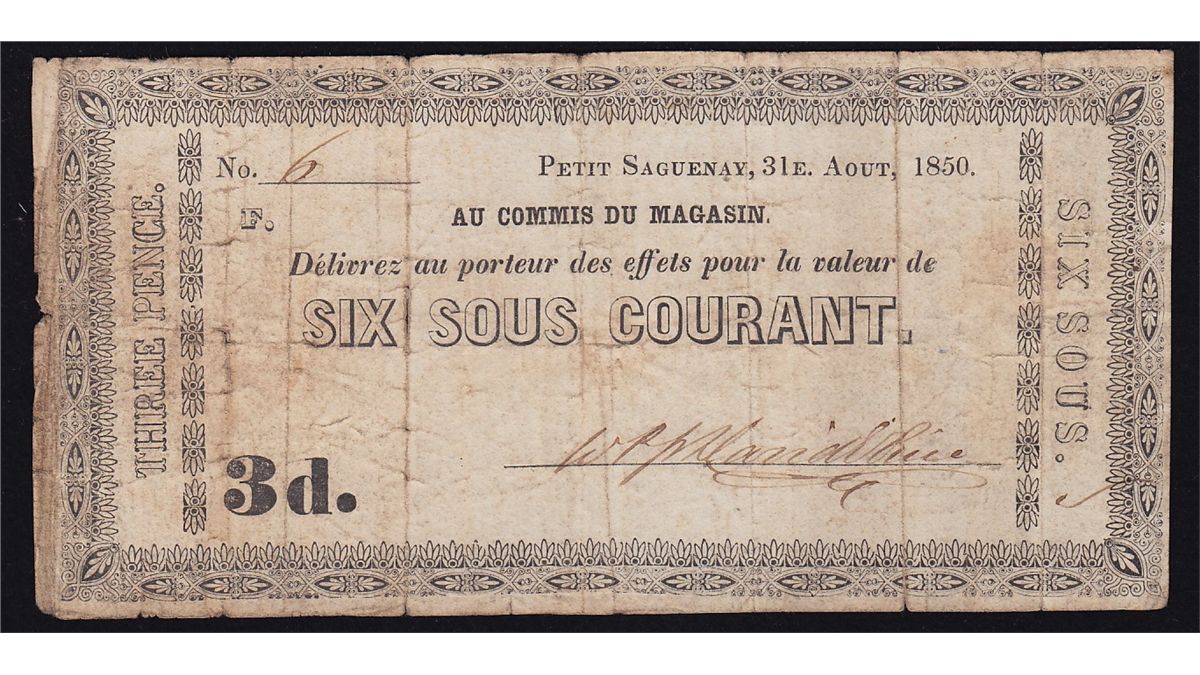 THREE PENCE.
No. 6
PETIT SAGUENAY, 31E. AOUT, 1850.
F.
AU COMMIS DU MAGASIN.
Délivrez au porteur des effets pour la valeur de
SIX SOUS COURANT.
3d.
SIX SOUS.